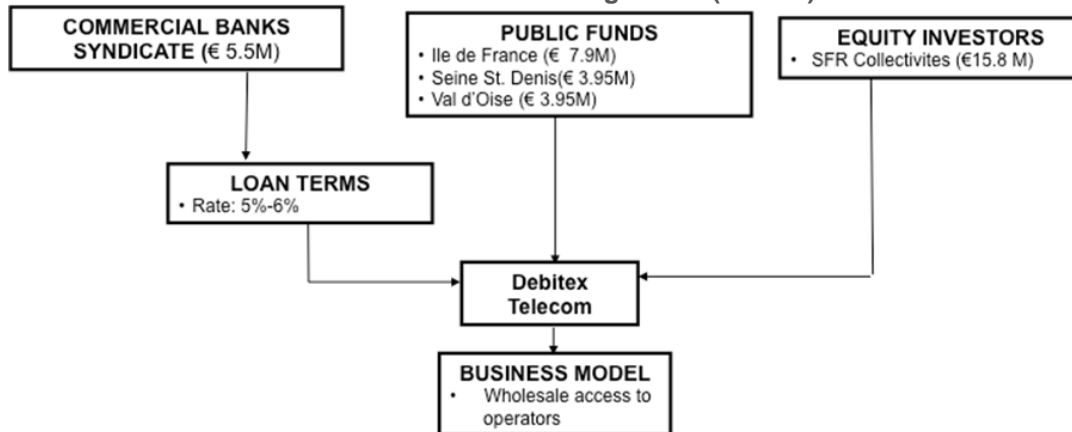 COMMERCIAL BANKS
SYNDICATE (€ 5.5M)
PUBLIC FUNDS
• Ile de France (€ 7.9M)
• Seine St. Denis(€ 3.95M)
• Val d'Oise (€ 3.95M)
EQUITY INVESTORS
• SFR Collectivites (€15.8 M)
LOAN TERMS
• Rate: 5%-6%
Debitex
Telecom
BUSINESS MODEL
• Wholesale access to
operators